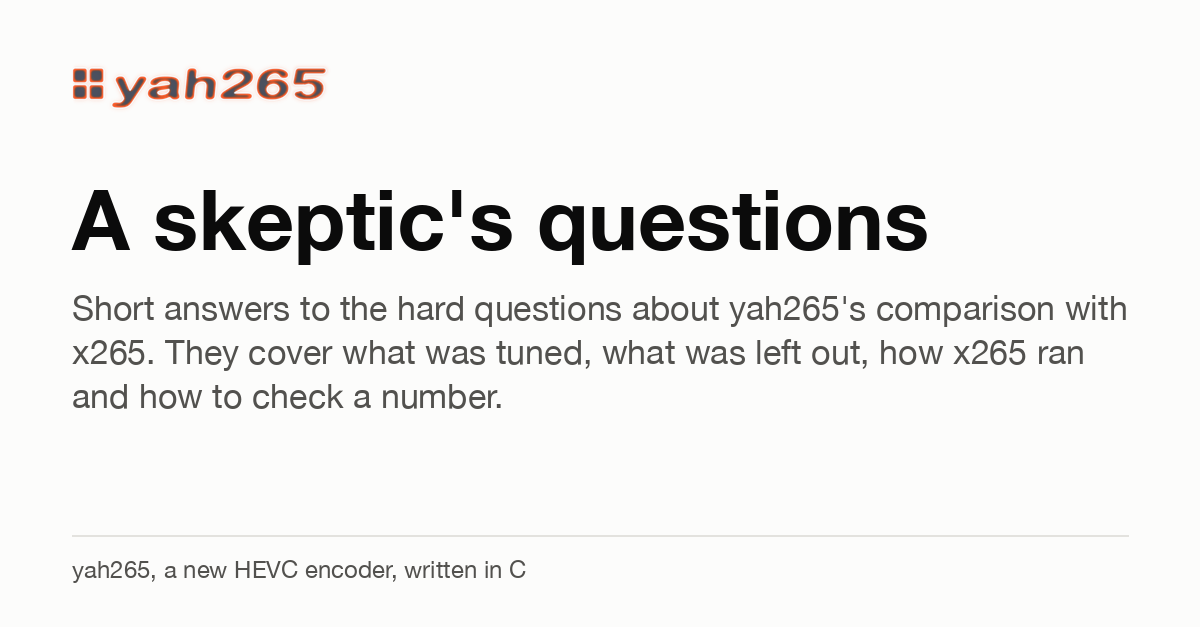 yah265
A skeptic's questions
Short answers to the hard questions about yah265's comparison with
x265. They cover what was tuned, what was left out, how x265 ran
and how to check a number.
yah265, a new HEVC encoder, written in C